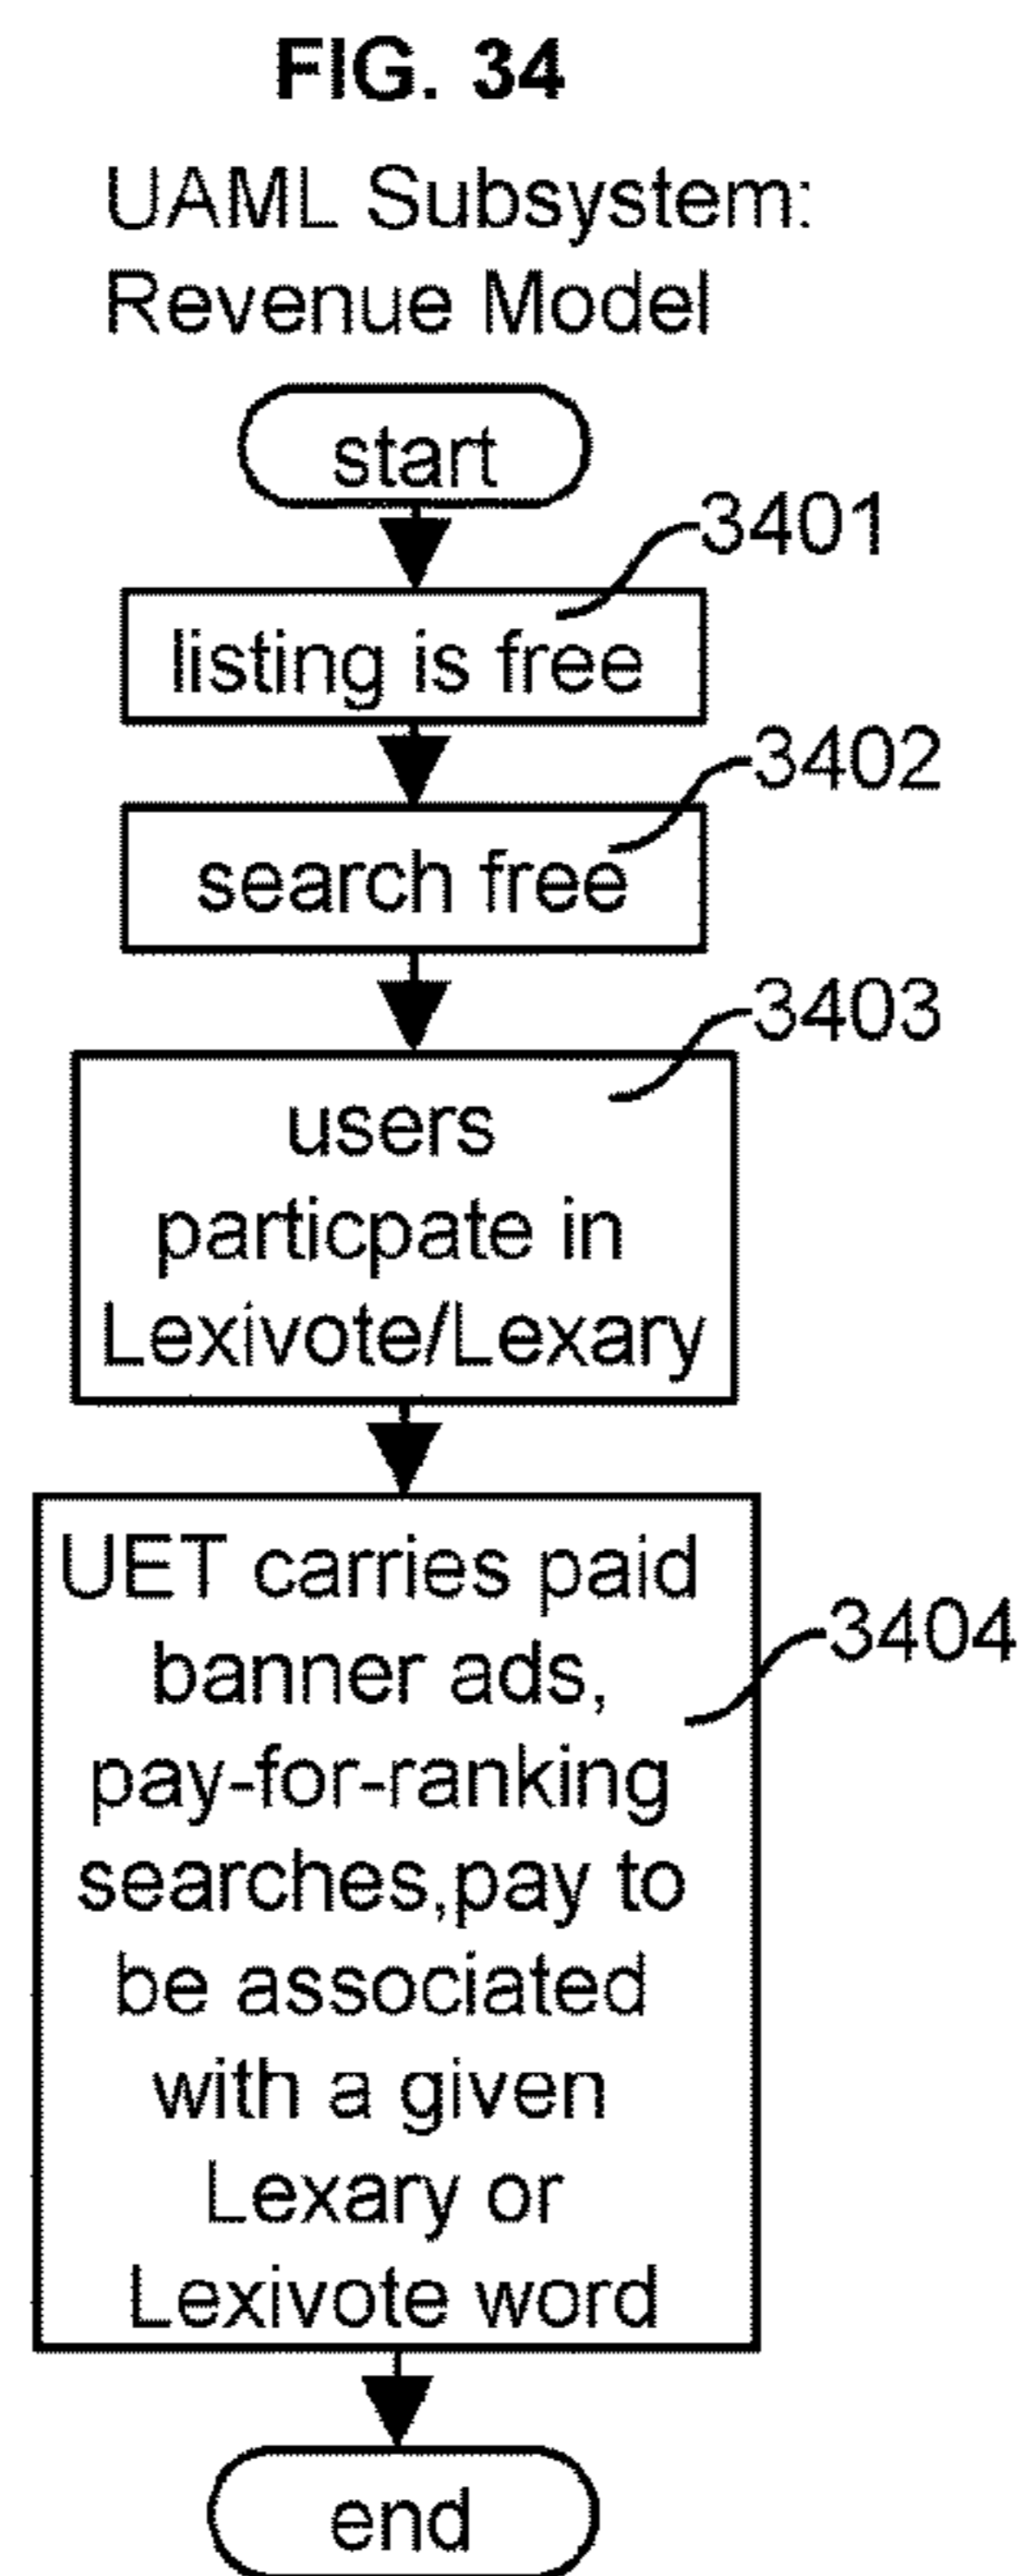 FIG. 34
UAML Subsystem:
Revenue Model
start
3401
listing is free
3402
search free
3403
users
particpate in
Lexivote/Lexary
UET carries paid
3404
banner ads,
pay-for-ranking
searches,pay to
be associated
with a given
Lexary or
Lexivote word
end